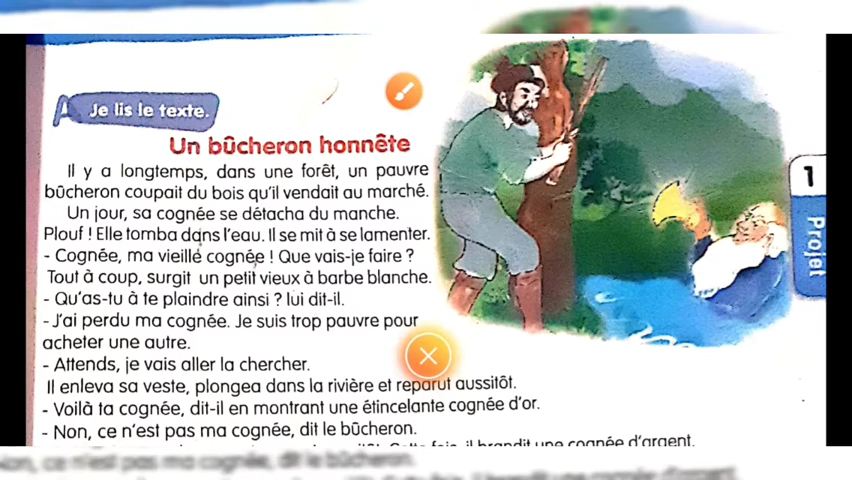 A Je lis le texte.
Un bûcheron honnête
Il y a longtemps, dans une forêt, un pauvre
bûcheron coupait du bois qu'il vendait au marché.
Un jour, sa cognée se détacha du manche.
Plouf ! Elle tomba dans l'eau. Il se mit à se lamenter.
- Cognée, ma vieille cognée ! Que vais-je faire ?
Tout à coup, surgit un petit vieux à barbe blanche.
- Qu'as-tu à te plaindre ainsi ? lui dit-il.
- J'ai perdu ma cognée. Je suis trop pauvre pour
acheter une autre.
- Attends, je vais aller la chercher.
Il enleva sa veste, plongea dans la rivière et reparut aussitôt.
- Voilà ta cognée, dit-il en montrant une étincelante cognée d'or.
- Non, ce n'est pas ma cognée, dit le bûcheron.
Cette fois, il brandit une cognée d'argent.
1
Projet